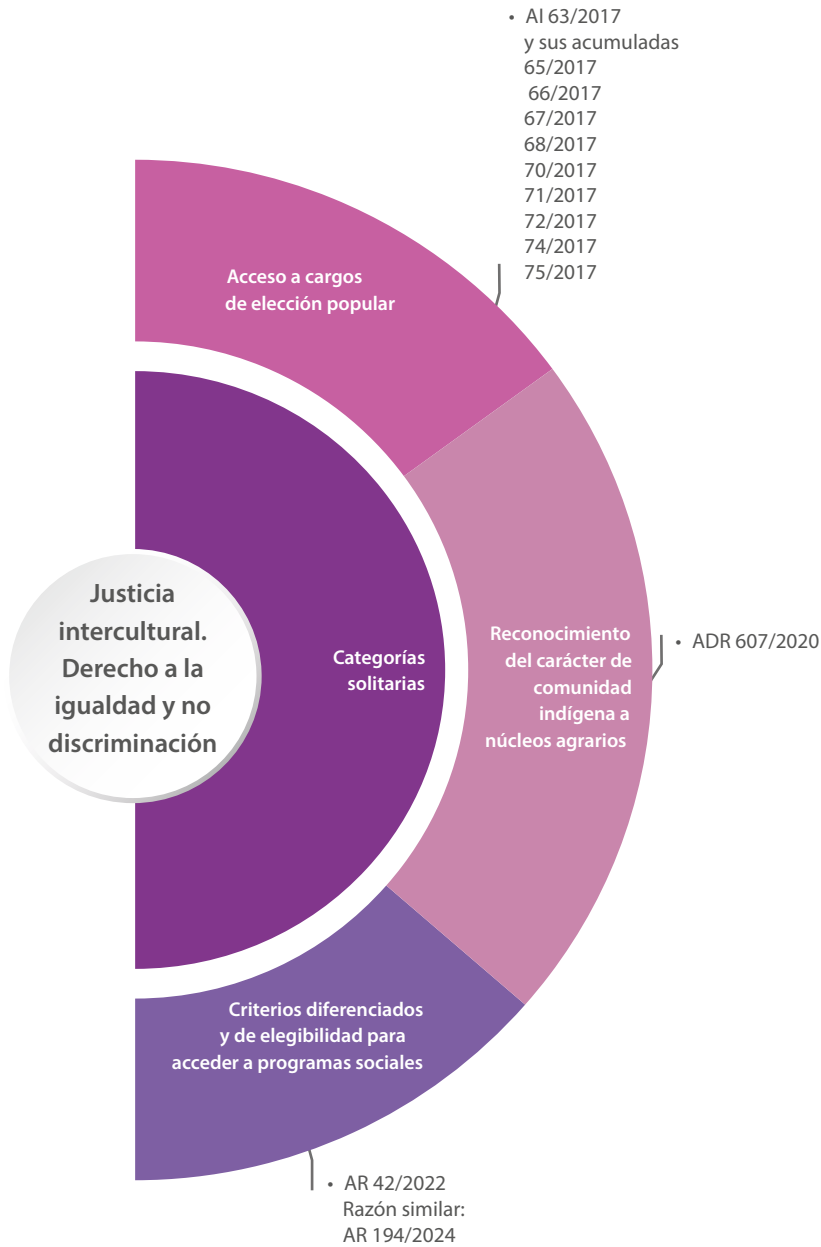 • AI 63/2017
y sus acumuladas
65/2017
66/2017
67/2017
68/2017
70/2017
71/2017
72/2017
74/2017
75/2017
Acceso a cargos
de elección popular
Justicia
intercultural.
Derecho a la
igualdad y no
discriminación
Categorías
solitarias
Reconocimiento
del carácter de
comunidad
indígena a
núcleos agrarios
• ADR 607/2020
Criterios diferenciados
y de elegibilidad para
acceder a programas sociales
• AR 42/2022
Razón similar:
AR 194/2024